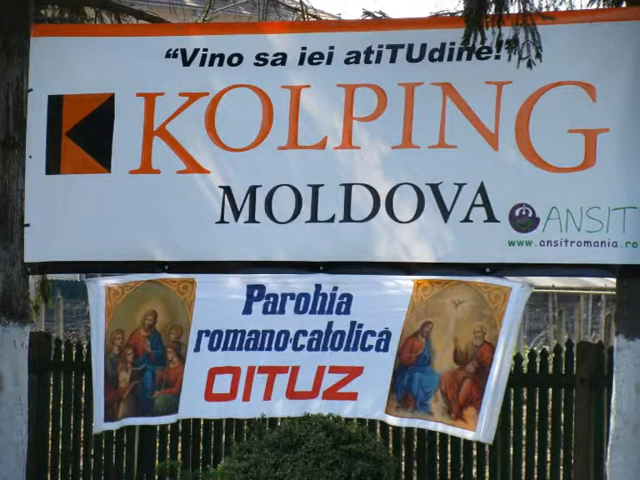 “Vino sa iei atiTUdine!”
KOLPING
MOLDOVA
ANSIT
www.ansitromania.ro
Parohia
romano-catolică
OITUZ